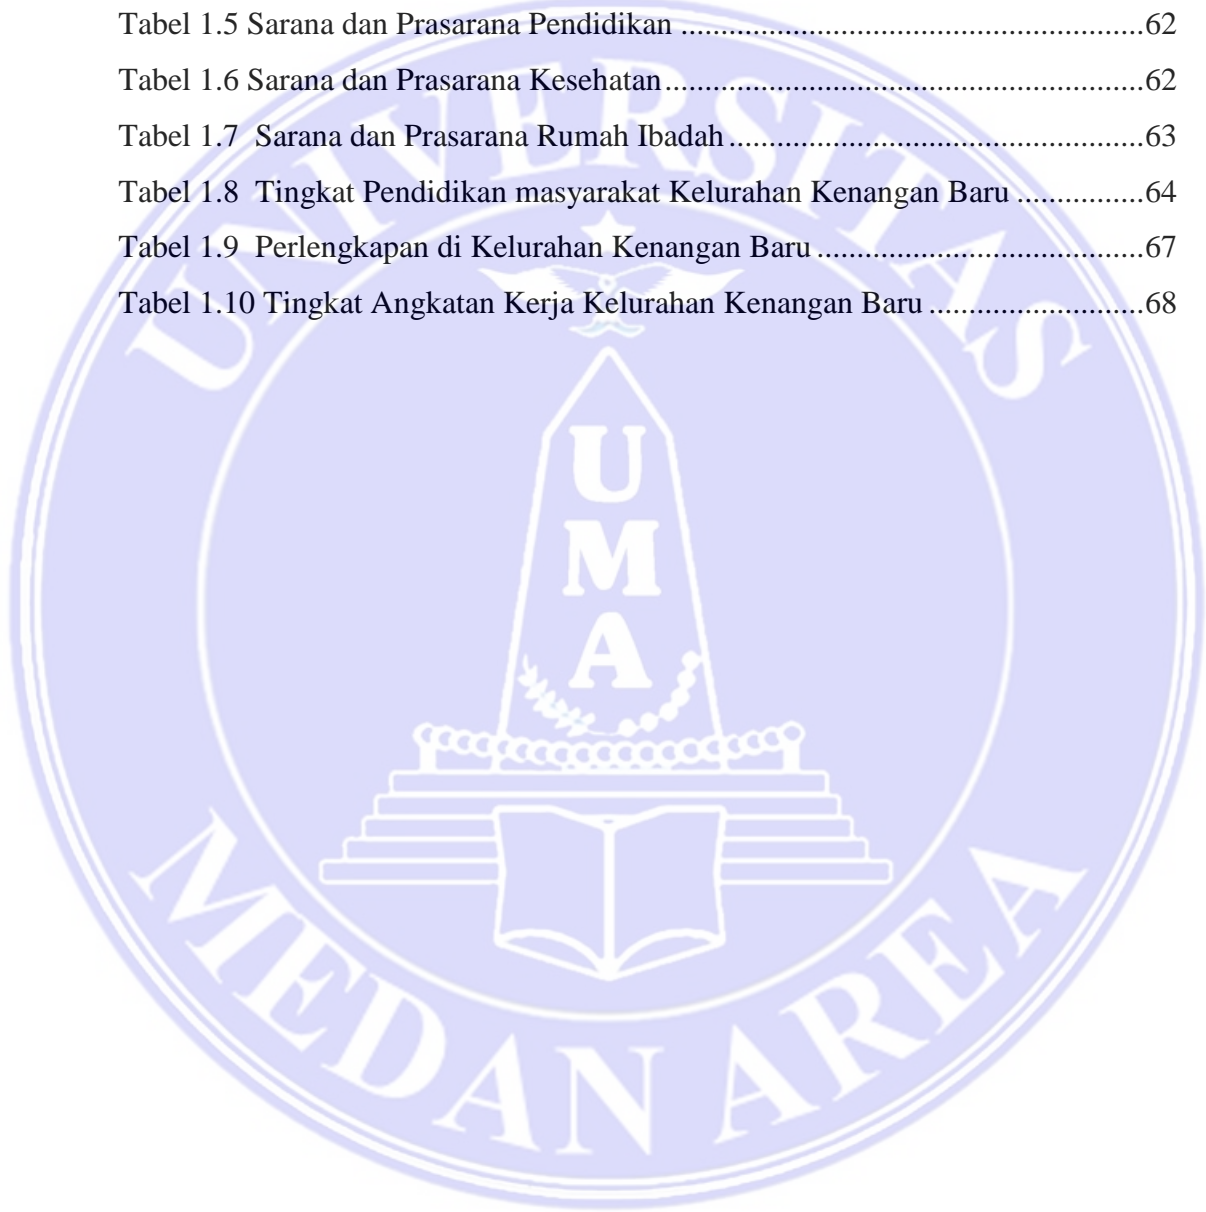 Tabel 1.5 Sarana dan Prasarana Pendidikan ..............................................................62
Tabel 1.6 Sarana dan Prasarana Kesehatan................................................................62
Tabel 1.7  Sarana dan Prasarana Rumah Ibadah.......................................................63
Tabel 1.8  Tingkat Pendidikan masyarakat Kelurahan Kenangan Baru ................64
Tabel 1.9  Perlengkapan di Kelurahan Kenangan Baru...........................................67
Tabel 1.10 Tingkat Angkatan Kerja Kelurahan Kenangan Baru ............................68
UNIVERSITAS
U
M
A
MEDAN AREA